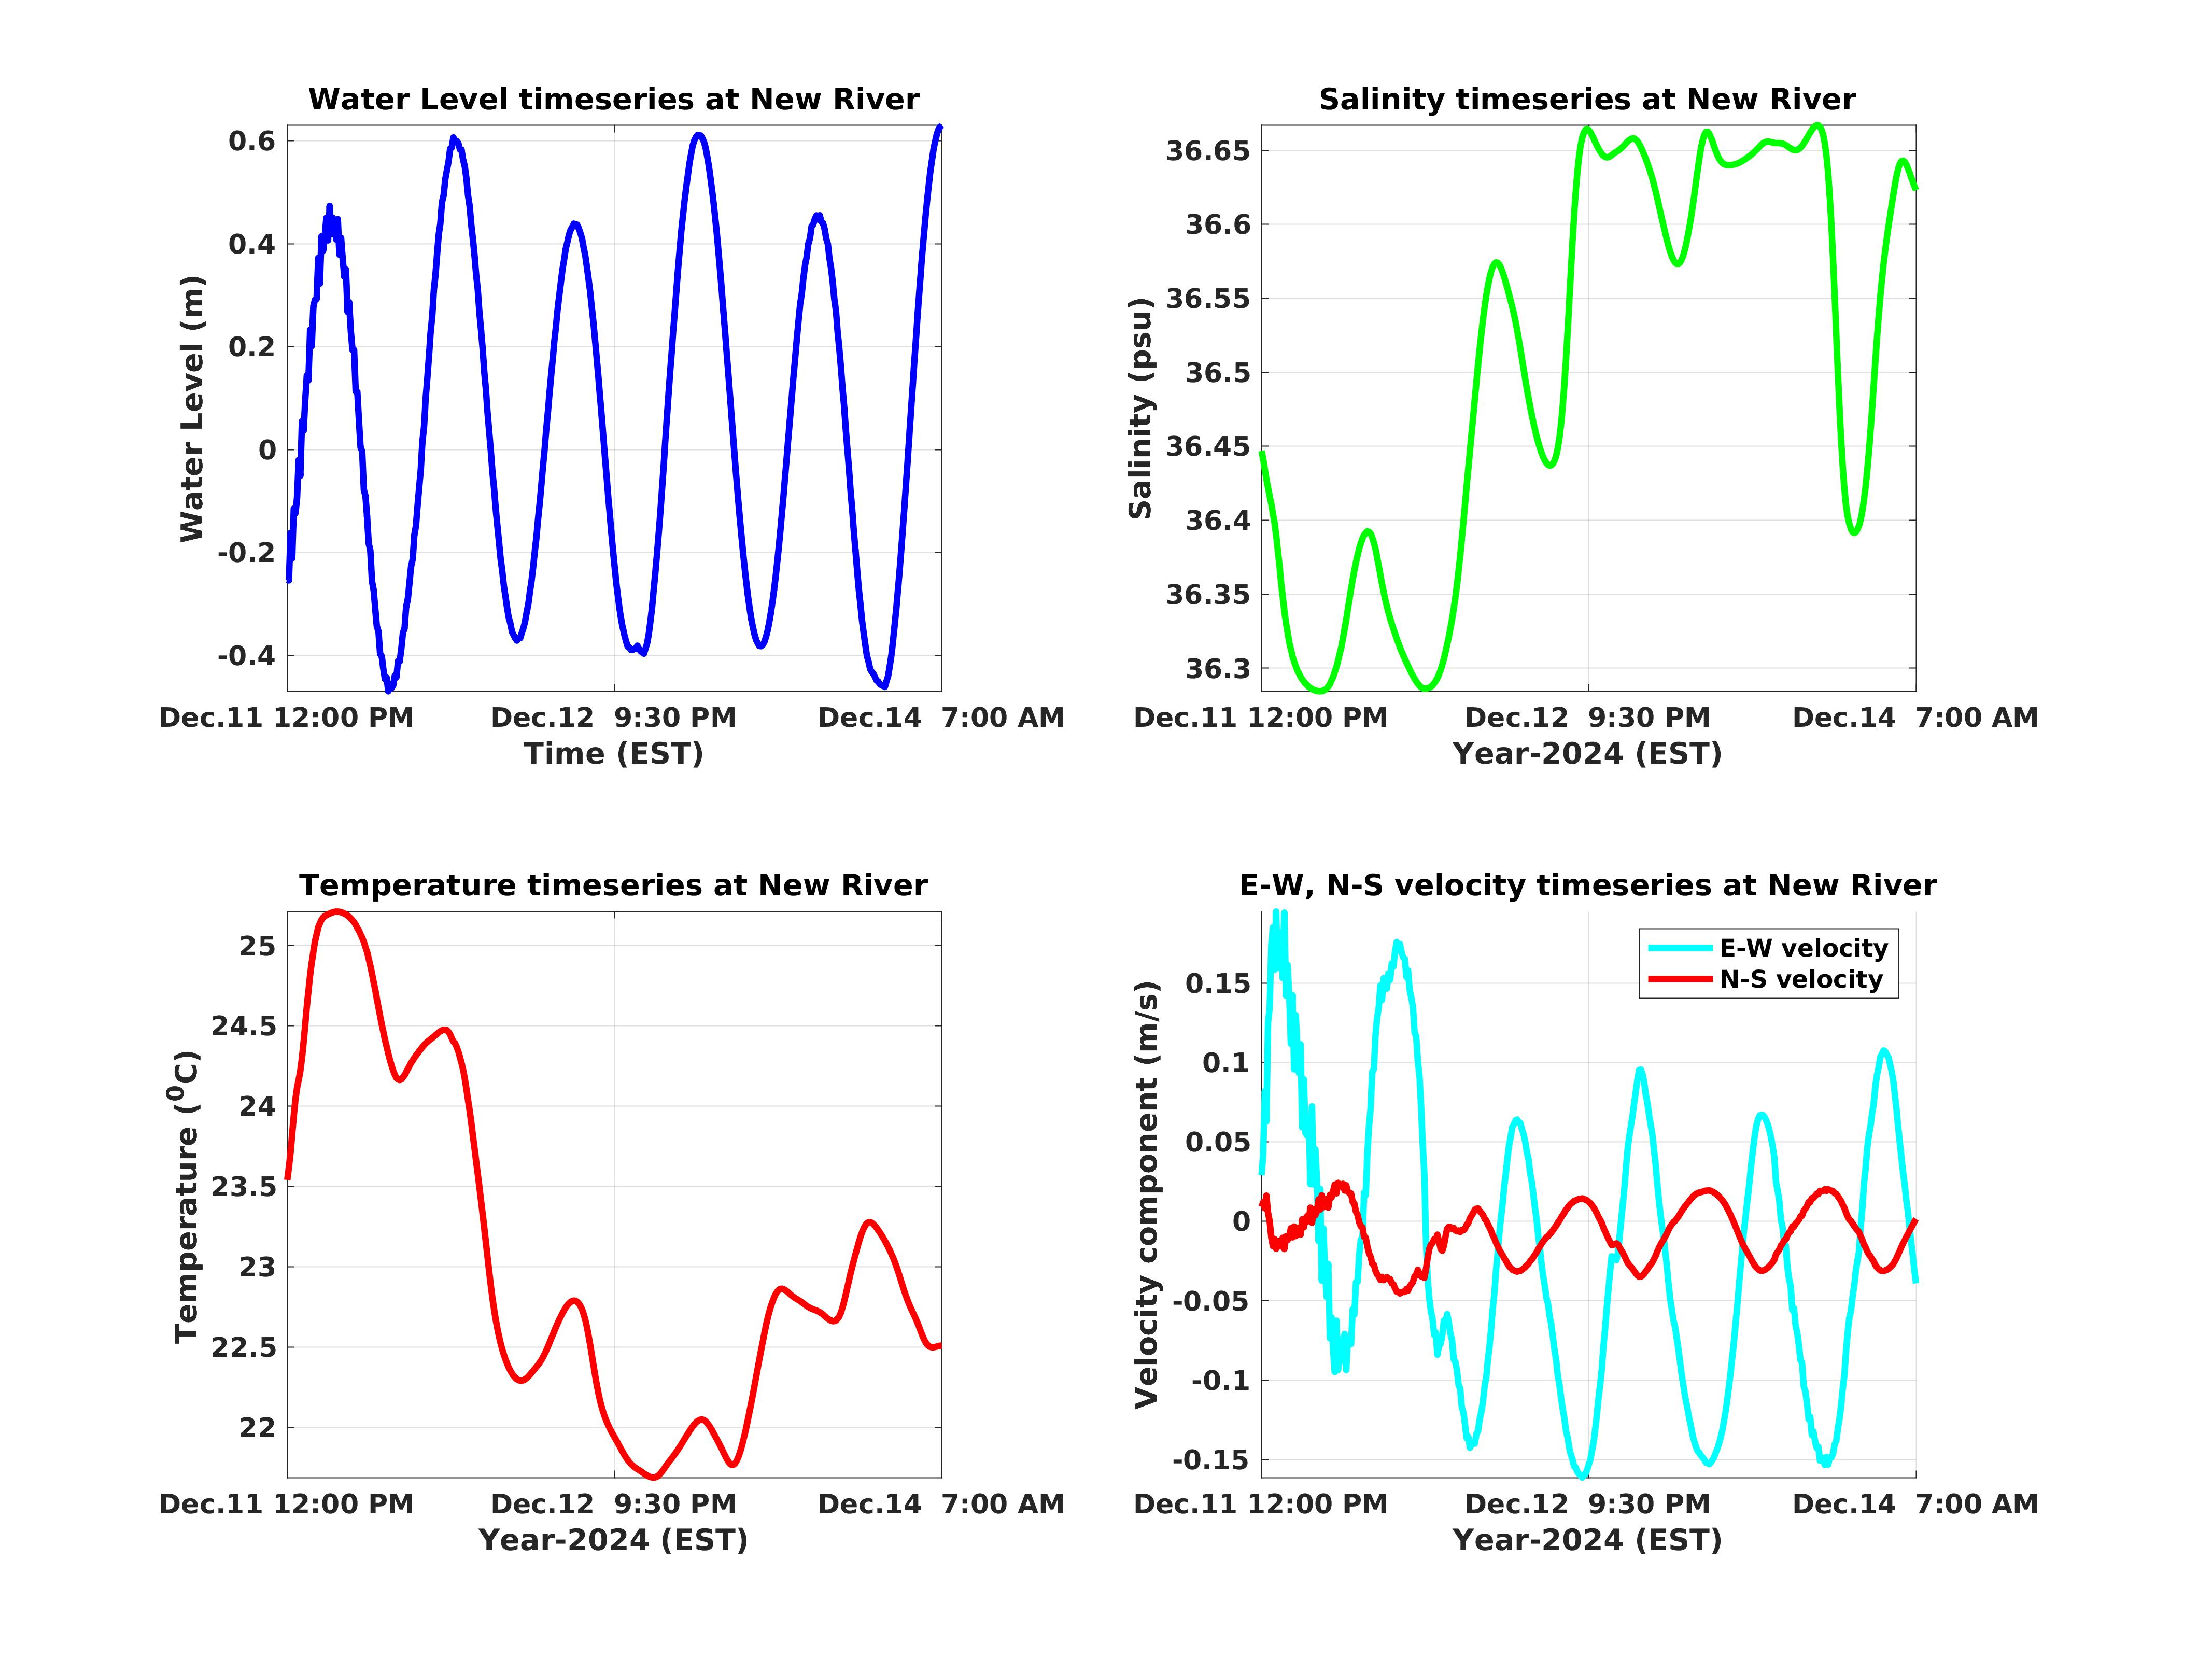 Water Level timeseries at New River
0.6
0.4
0.2
0
-0.2
-0.4
Water Level (m)
Dec.11 12:00 PM
Dec.12 9:30 PM
Dec.14 7:00 AM
Time (EST)
Salinity timeseries at New River
36.65
36.6
36.55
36.5
36.45
36.4
36.35
36.3
Salinity (psu)
Dec.11 12:00 PM
Dec.12 9:30 PM
Dec.14 7:00 AM
Year-2024 (EST)
Temperature timeseries at New River
25
24.5
24
23.5
23
22.5
22
Temperature (⁰C)
Dec.11 12:00 PM
Dec.12 9:30 PM
Dec.14 7:00 AM
Year-2024 (EST)
E-W, N-S velocity timeseries at New River
E-W velocity
N-S velocity
0.15
0.1
0.05
0
-0.05
-0.1
-0.15
Velocity component (m/s)
Dec.11 12:00 PM
Dec.12 9:30 PM
Dec.14 7:00 AM
Year-2024 (EST)